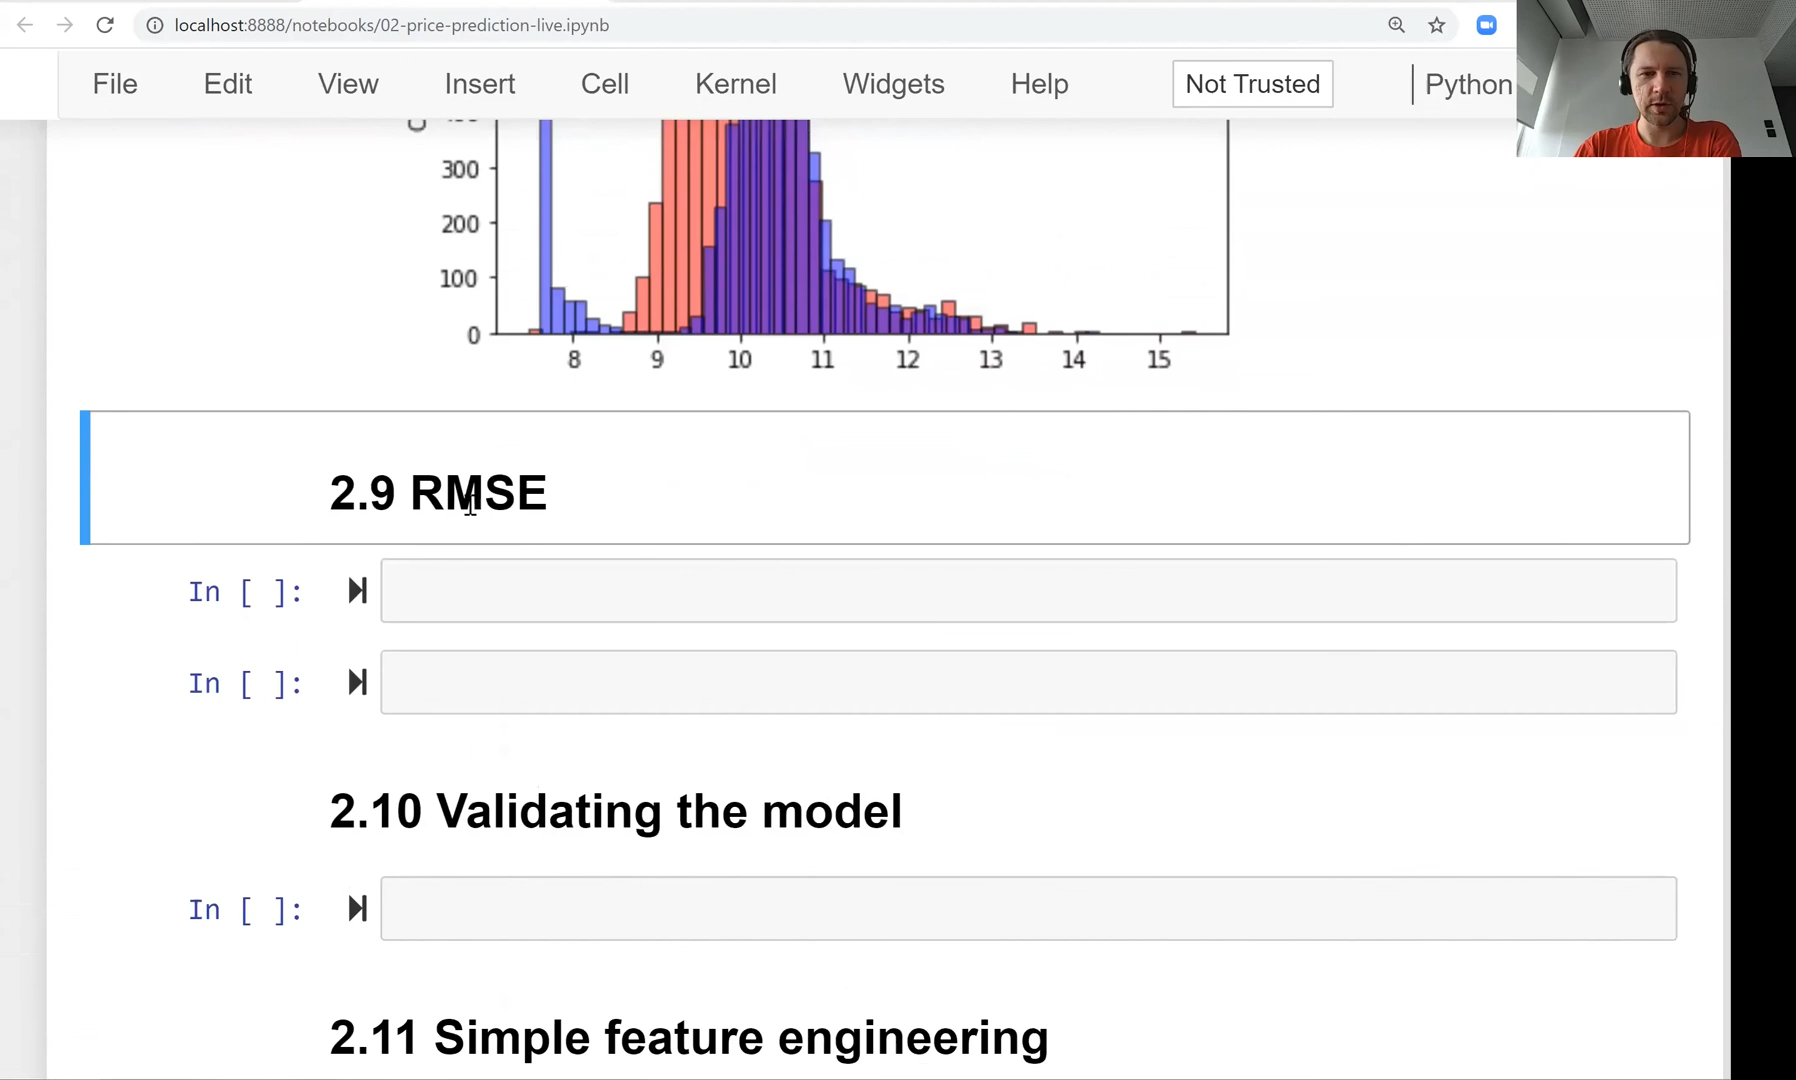 localhost:8888/notebooks/02-price-prediction-live.ipynb
File Edit View Insert Cell Kernel Widgets Help Not Trusted Python
300
200
100
0
8 9 10 11 12 13 14 15
2.9 RMSE
In [ ]:
In [ ]:
2.10 Validating the model
In [ ]:
2.11 Simple feature engineering